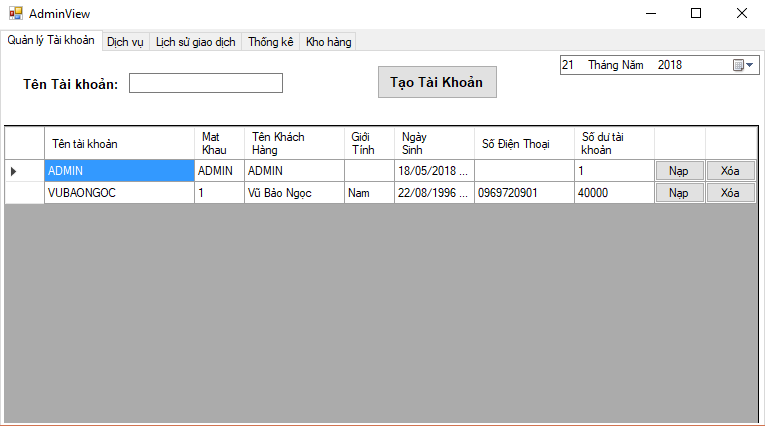 AdminView
Quản lý Tài khoản Dịch vụ Lịch sử giao dịch Thống kê Kho hàng
21 Tháng Năm 2018
Tên Tài khoản: Tạo Tài Khoản
Tên tài khoản Mat Khau Tên Khách Hàng Giới Tính Ngày Sinh Số Điện Thoại Số dư tài khoản
ADMIN ADMIN ADMIN 18/05/2018 ... 1 Nạp Xóa
VUBAONGOC 1 Vũ Bảo Ngọc Nam 22/08/1996 ... 0969720901 40000 Nạp Xóa